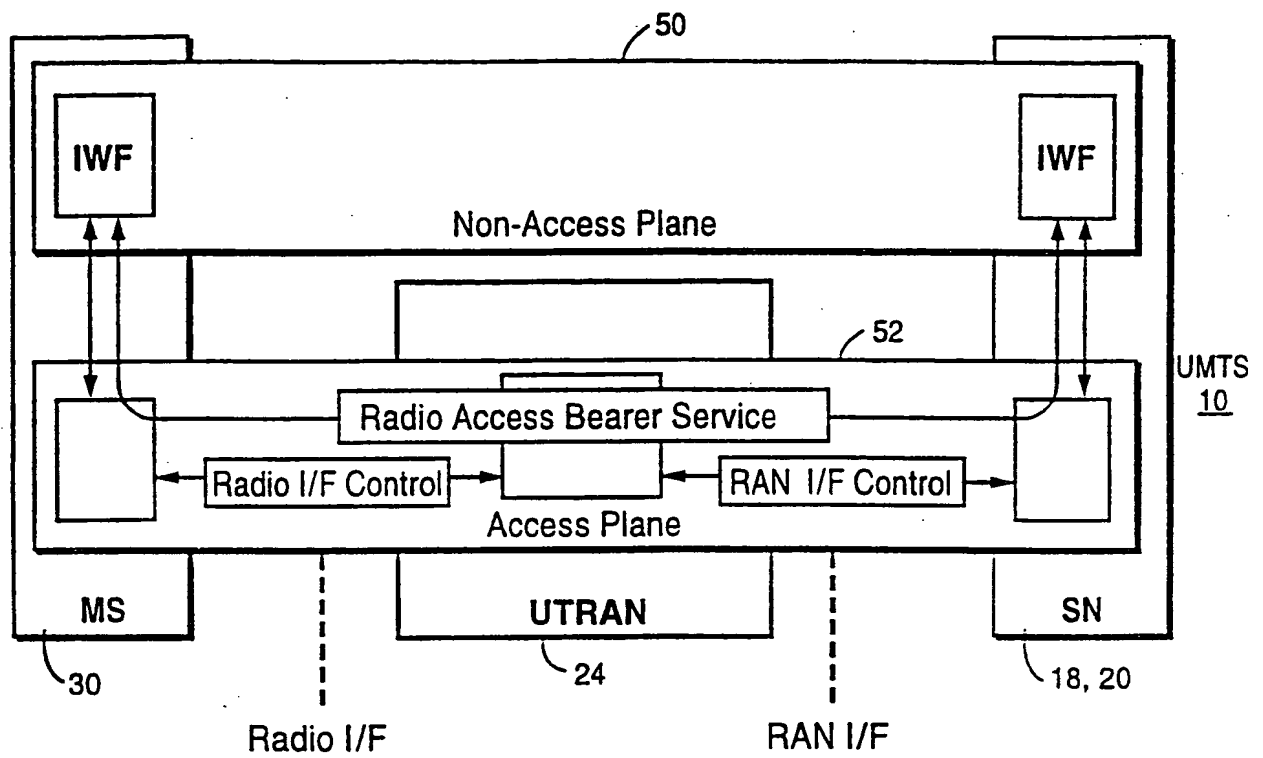 50
IWF
IWF
Non-Access Plane
52
UMTS
10
Radio Access Bearer Service
Radio I/F Control
RAN I/F Control
Access Plane
MS
UTRAN
SN
30
24
18, 20
Radio I/F
RAN I/F